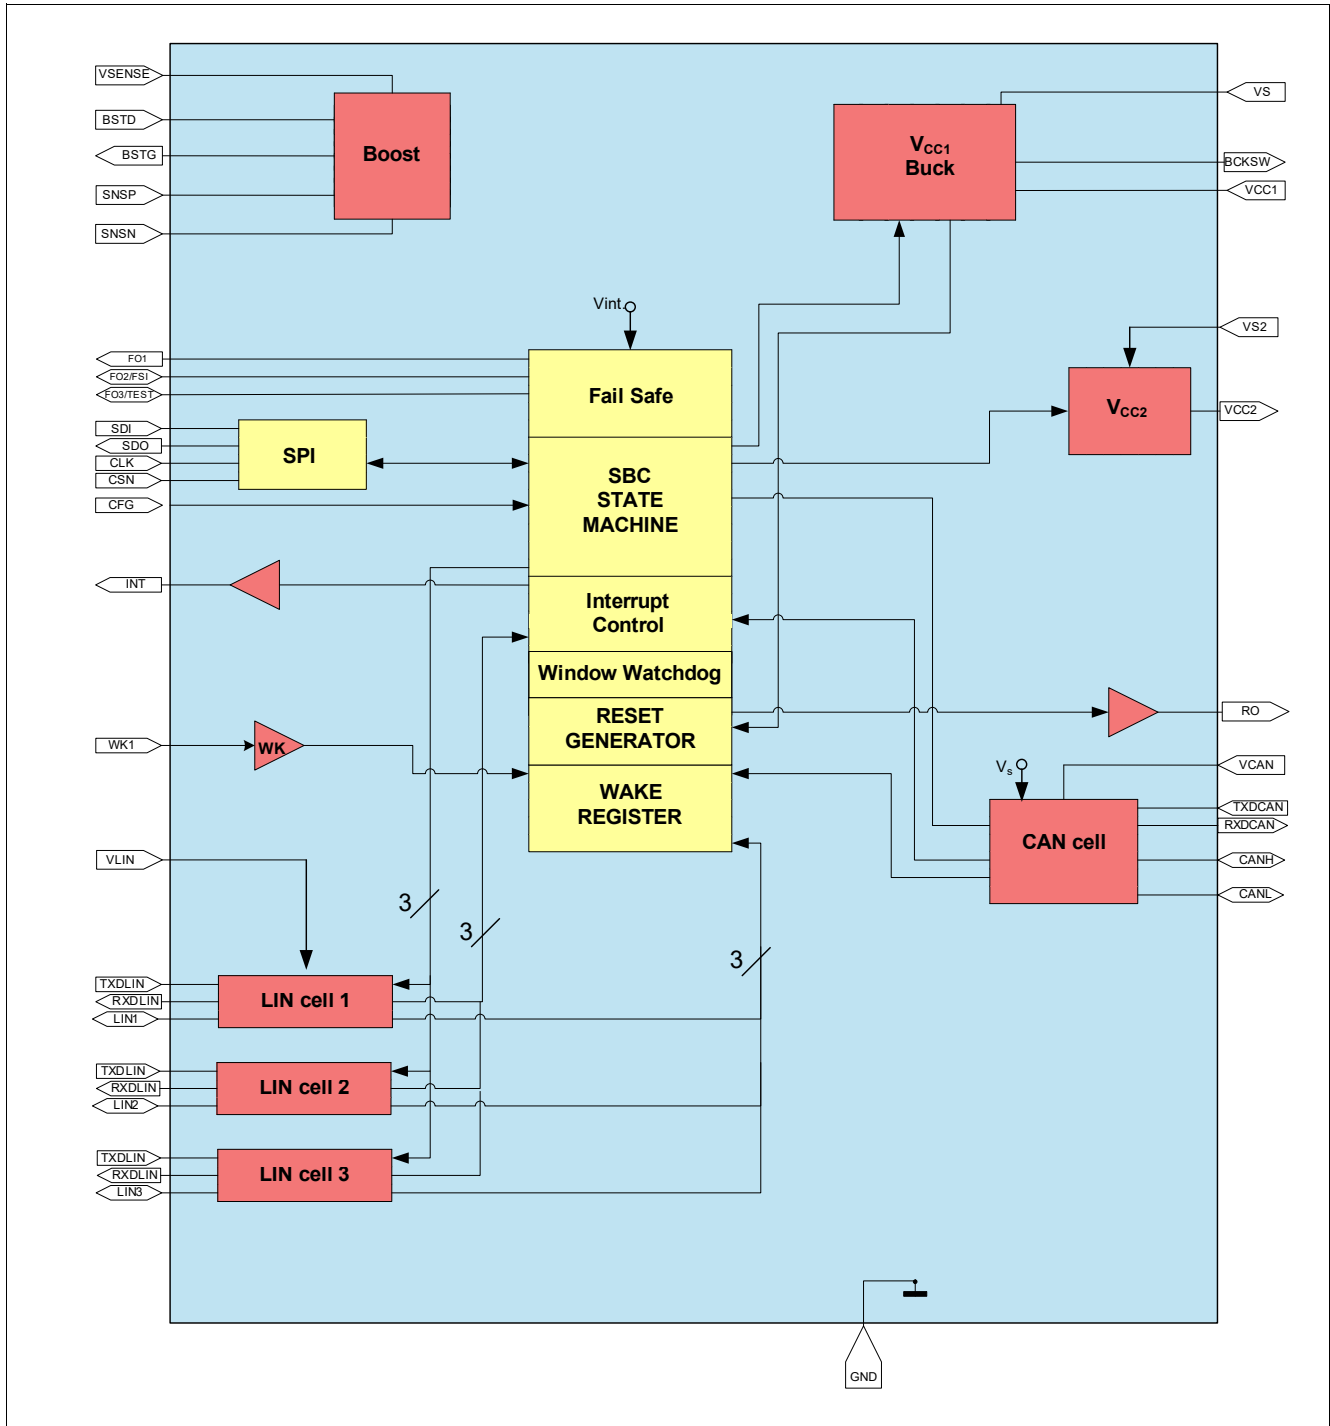 VSENSE
BSTD
BSTG
SNSP
SNSN
Boost
VCC1
Buck
VS
BCKSW
VCC1
Vint.
FO1
FO2/FSI
FO3/TEST
SDI
SDO
CLK
CSN
CFG
SPI
Fail Safe
SBC
STATE
MACHINE
VS2
VCC2
VCC2
INT
Interrupt
Control
Window Watchdog
RESET
GENERATOR
RO
WK1
WK
WAKE
REGISTER
Vs
VCAN
TXDCAN
RXDCAN
CANH
CANL
CAN cell
VLIN
3
3
3
TXDLIN
RXDLIN
LIN1
LIN cell 1
TXDLIN
RXDLIN
LIN2
LIN cell 2
TXDLIN
RXDLIN
LIN3
LIN cell 3
GND